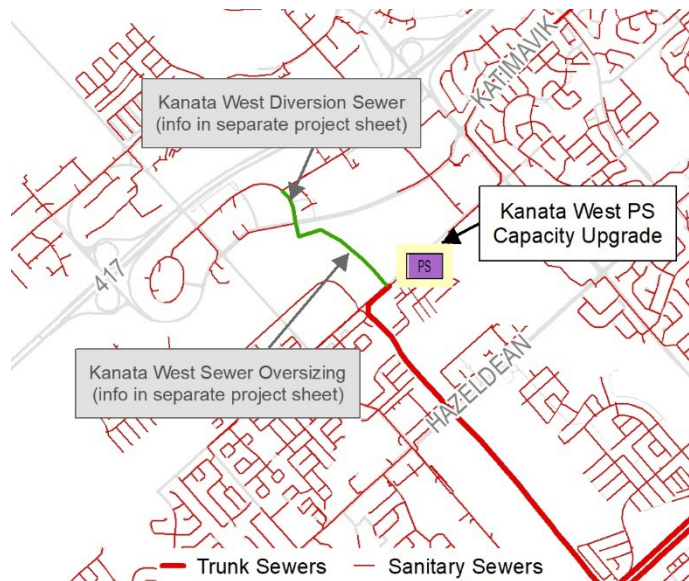 KATIMAVIK
Kanata West Diversion Sewer
(info in separate project sheet)
Kanata West PS
Capacity Upgrade
417
PS
Kanata West Sewer Oversizing
(info in separate project sheet)
HAZELDEAN
Trunk Sewers
Sanitary Sewers